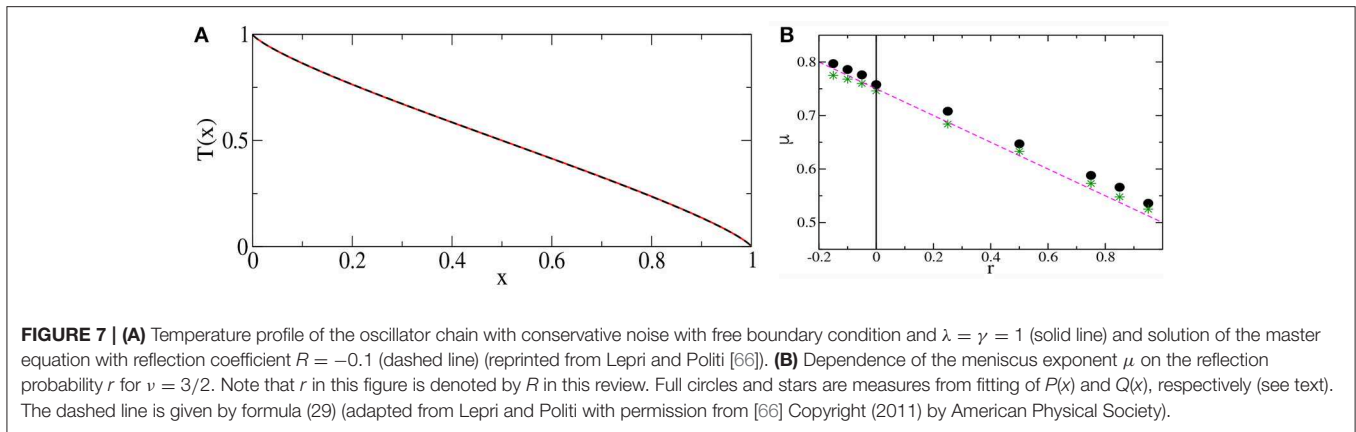 A
1
0.5
0
T(x)
0
0.2
0.4
0.6
0.8
1
x
B
0.8
0.7
0.6
0.5
μ
-0.2
0
0.2
0.4
0.6
0.8
r
FIGURE 7 | (A) Temperature profile of the oscillator chain with conservative noise with free boundary condition and λ = γ = 1 (solid line) and solution of the master
equation with reflection coefficient R = −0.1 (dashed line) (reprinted from Lepri and Politi [66]). (B) Dependence of the meniscus exponent μ on the reflection
probability r for ν = 3/2. Note that r in this figure is denoted by R in this review. Full circles and stars are measures from fitting of P(x) and Q(x), respectively (see text).
The dashed line is given by formula (29) (adapted from Lepri and Politi with permission from [66] Copyright (2011) by American Physical Society).